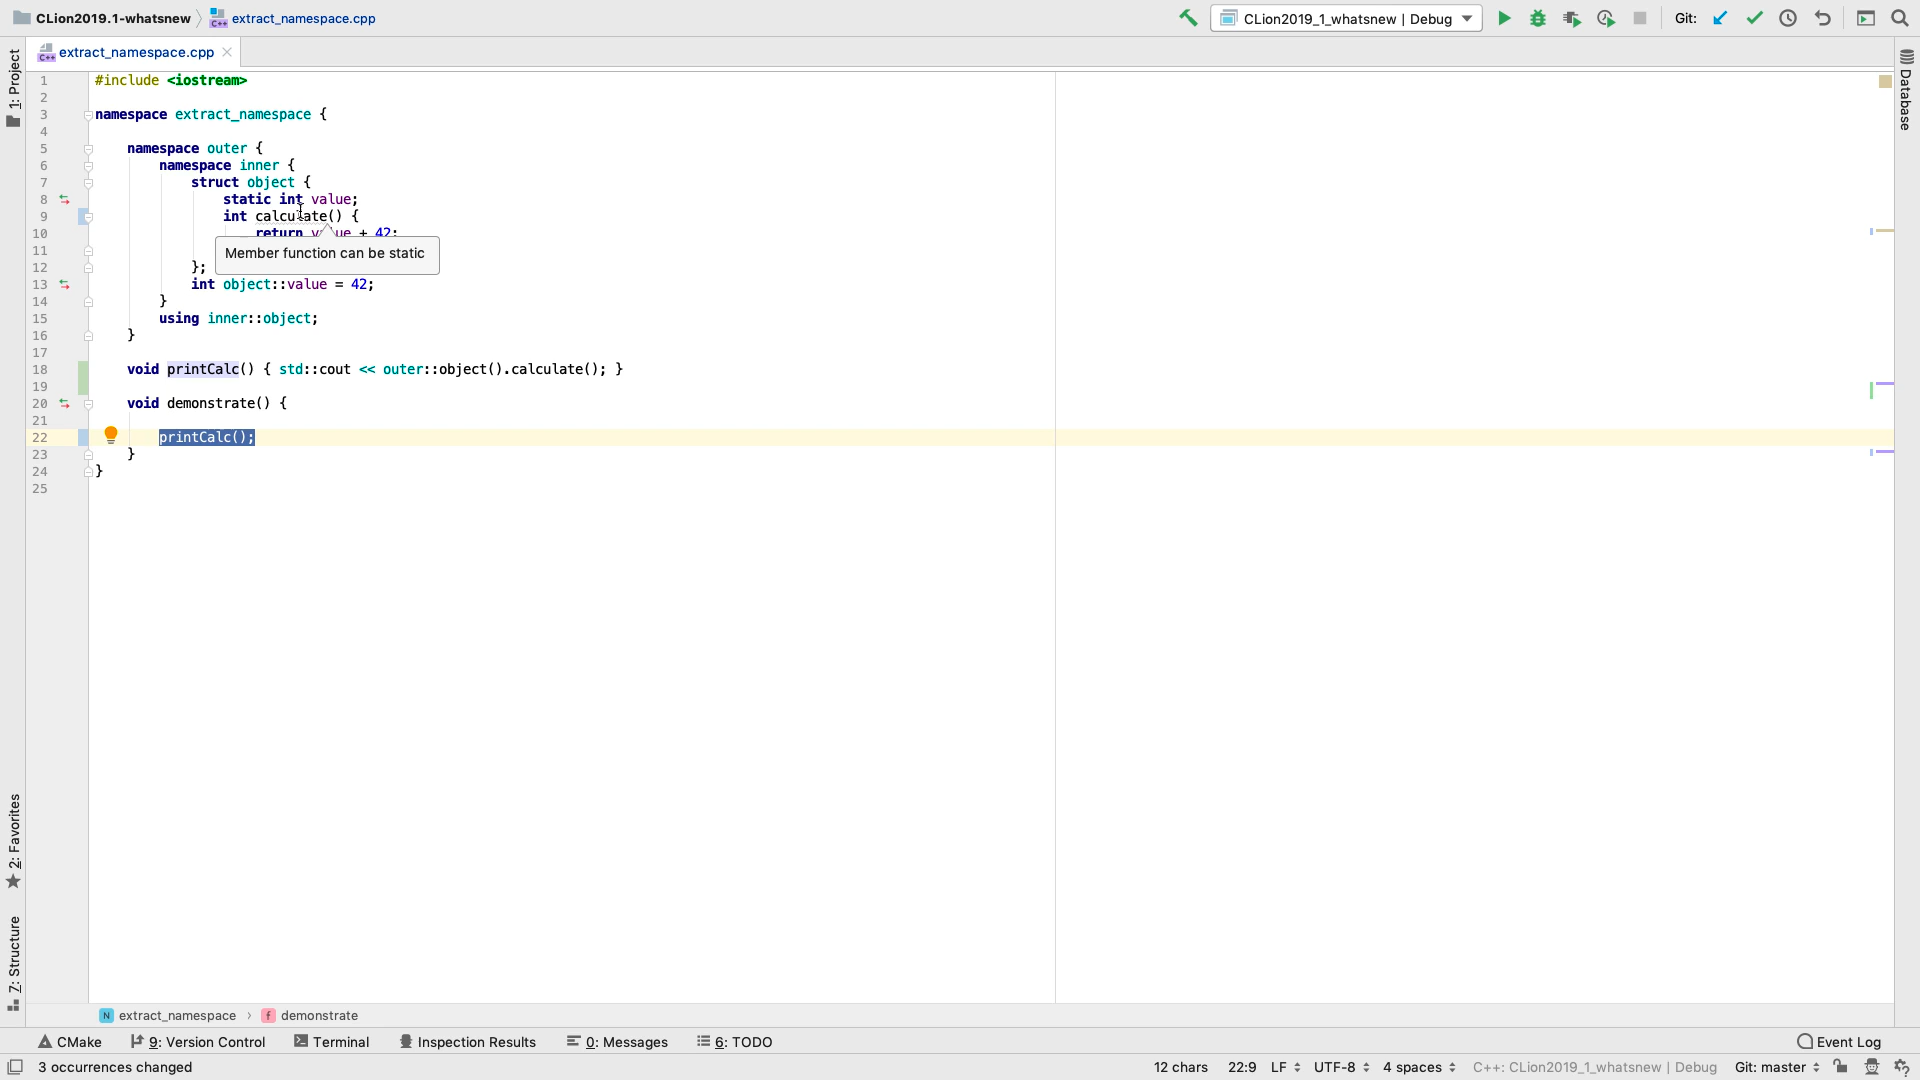 CLion2019.1-whatsnew extract_namespace.cpp CLion2019_1_whatsnew | Debug Git:
extract_namespace.cpp
1: Project
Database
1 #include <iostream>
2
3 namespace extract_namespace {
4
5 namespace outer {
6 namespace inner {
7 struct object {
8 static int value;
9 int calculate() {
10 return value + 42;
Member function can be static
11
12 };
13 int object::value = 42;
14 }
15 using inner::object;
16 }
17
18 void printCalc() { std::cout << outer::object().calculate(); }
19
20 void demonstrate() {
21
22 printCalc();
23 }
24 }
25
2: Favorites
7: Structure
N extract_namespace f demonstrate
CMake 9: Version Control Terminal Inspection Results 0: Messages 6: TODO Event Log
3 occurrences changed 12 chars 22:9 LF UTF-8 4 spaces C++: CLion2019_1_whatsnew | Debug Git: master